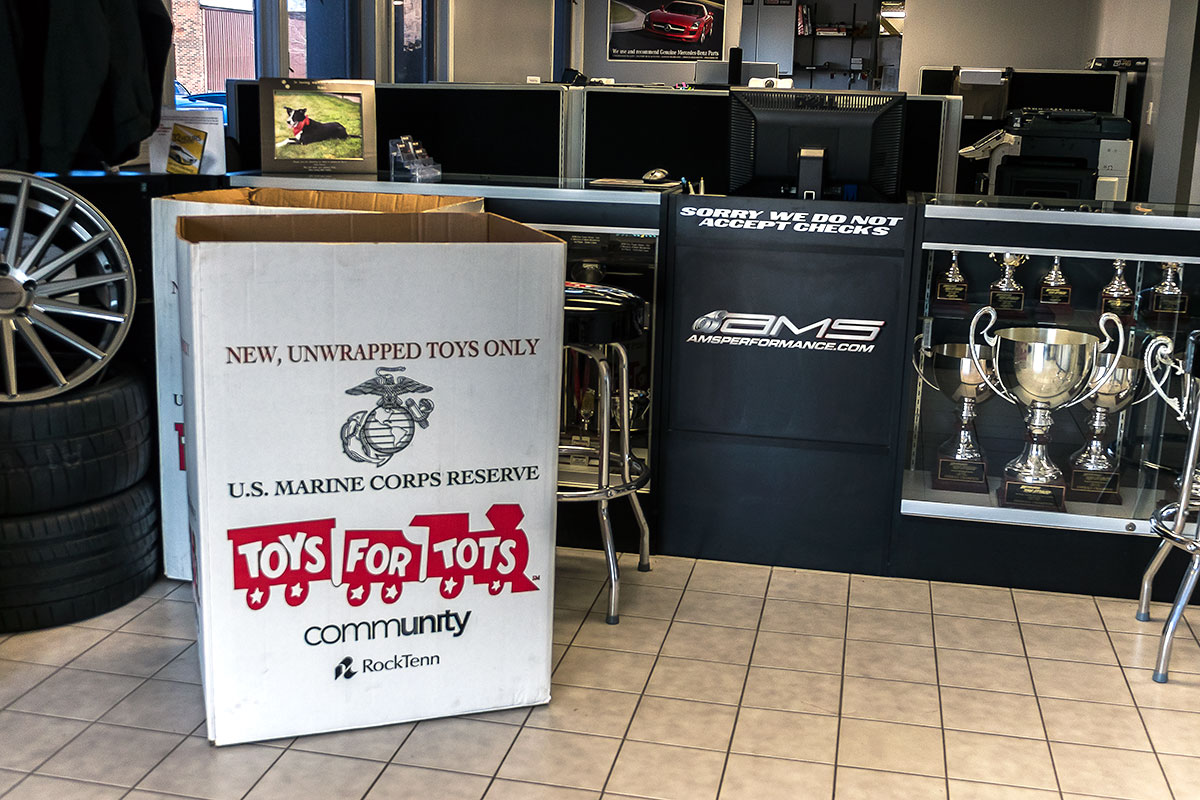 We use and recommend Genuine Mercedes-Benz Parts
SORRY WE DO NOT
ACCEPT CHECKS
AMS
AMSPERFORMANCE.COM
NEW, UNWRAPPED TOYS ONLY
U.S. MARINE CORPS RESERVE
TOYS FOR TOTS
SM
community
RockTenn